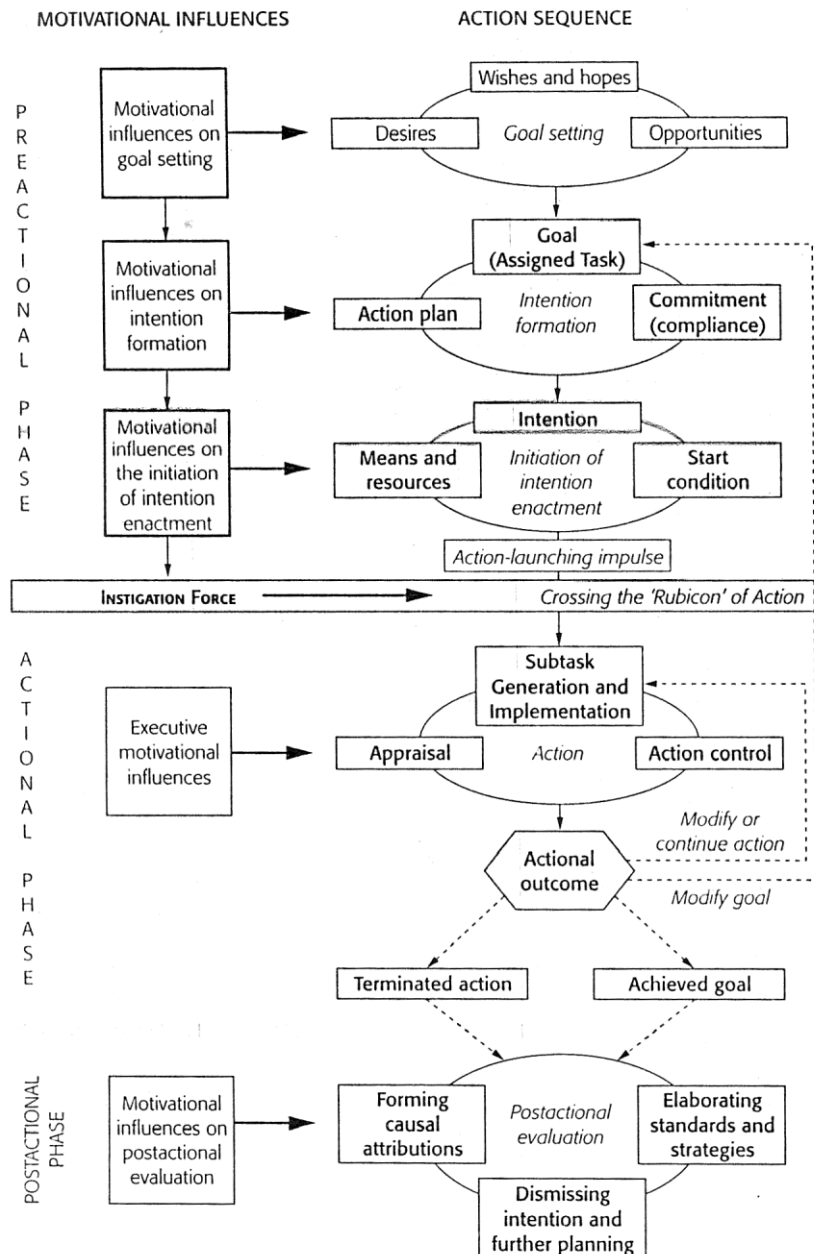 MOTIVATIONAL INFLUENCES
ACTION SEQUENCE
PREACTIONAL PHASE
Motivational
influences on
goal setting
Wishes and hopes
Desires
Goal setting
Opportunities
Motivational
influences on
intention
formation
Goal
(Assigned Task)
Action plan
Intention
formation
Commitment
(compliance)
Motivational
influences on
the initiation
of intention
enactment
Intention
Means and
resources
Initiation of
intention
enactment
Start
condition
Action-launching impulse
INSTIGATION FORCE
Crossing the 'Rubicon' of Action
ACTIONAL PHASE
Executive
motivational
influences
Subtask
Generation and
Implementation
Appraisal
Action
Action control
Modify or
continue action
Actional
outcome
Modify goal
Terminated action
Achieved goal
POSTACTIONAL
PHASE
Motivational
influences on
postactional
evaluation
Forming
causal
attributions
Postactional
evaluation
Elaborating
standards and
strategies
Dismissing
intention and
further planning